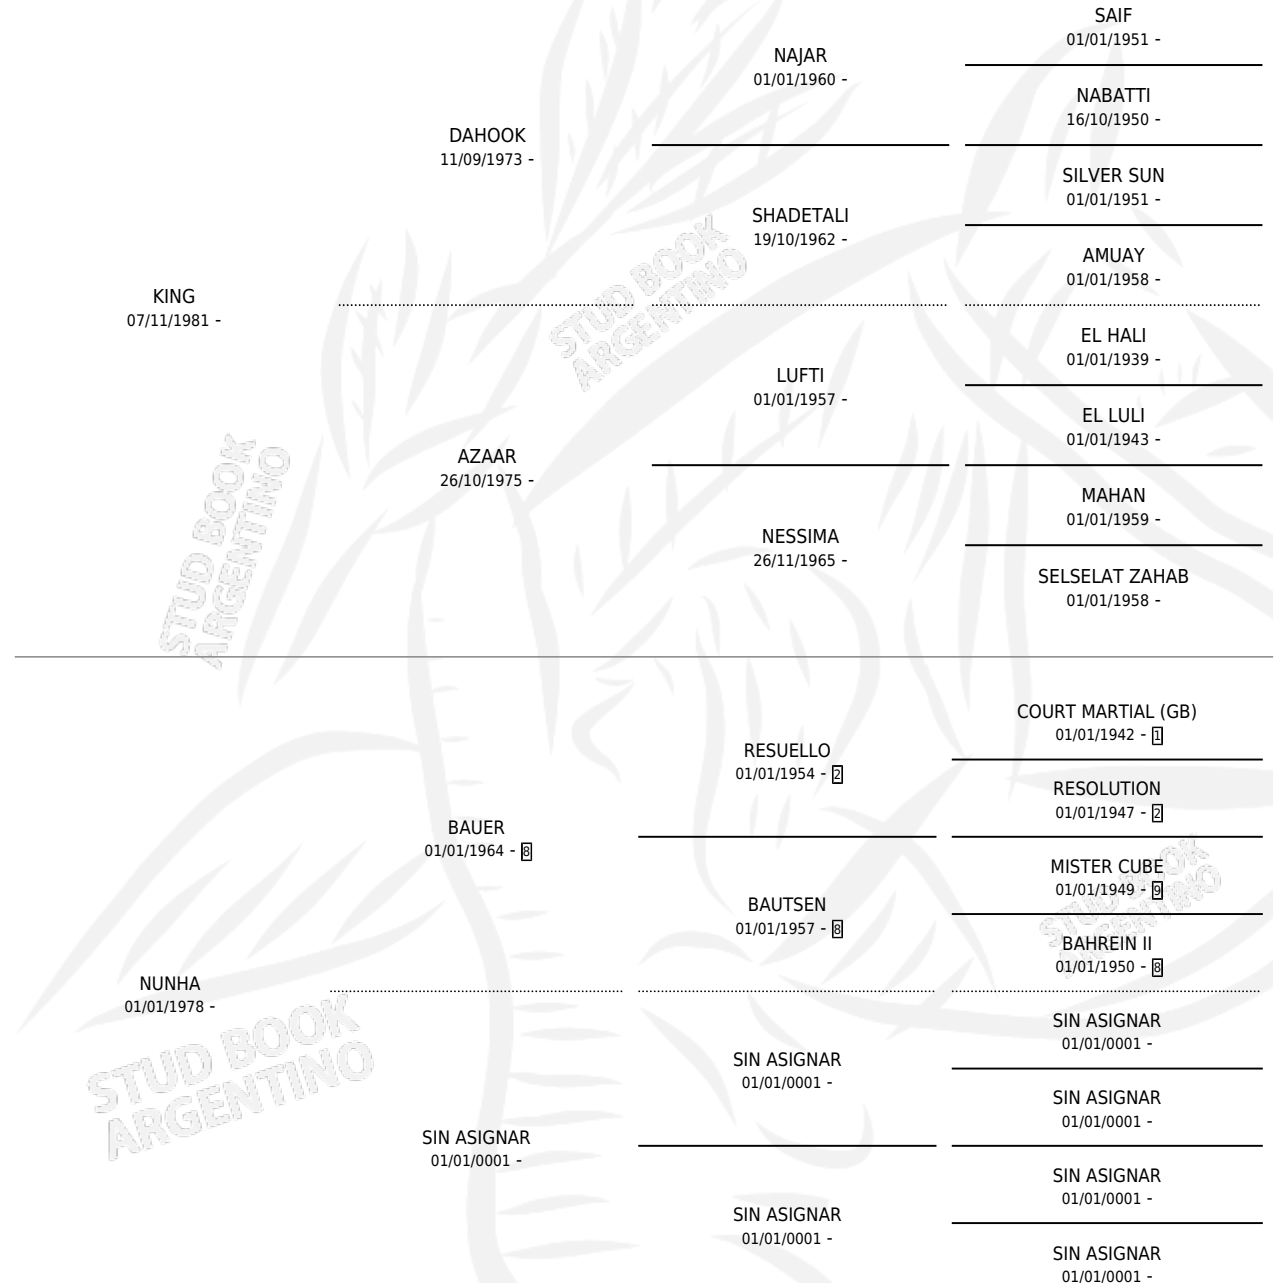 SAIF
01/01/1951 -
NAJAR
01/01/1960 -
NABATTI
16/10/1950 -
DAHOOK
11/09/1973 -
SILVER SUN
01/01/1951 -
SHADETALI
19/10/1962 -
AMUAY
01/01/1958 -
KING
07/11/1981 -
EL HALI
01/01/1939 -
LUFTI
01/01/1957 -
EL LULI
01/01/1943 -
AZAAR
26/10/1975 -
MAHAN
01/01/1959 -
NESSIMA
26/11/1965 -
SELSELAT ZAHAB
01/01/1958 -
STUD BOOK
ARGENTINO
STUD BOOK
ARGENTINO
COURT MARTIAL (GB)
01/01/1942 - 1
RESUELLO
01/01/1954 - 2
RESOLUTION
01/01/1947 - 2
BAUER
01/01/1964 - 8
MISTER CUBE
01/01/1949 - 9
BAUTSEN
01/01/1957 - 8
BAHREIN II
01/01/1950 - 8
STUD BOOK
ARGENTINO
NUNHA
01/01/1978 -
SIN ASIGNAR
01/01/0001 -
SIN ASIGNAR
01/01/0001 -
SIN ASIGNAR
01/01/0001 -
SIN ASIGNAR
01/01/0001 -
SIN ASIGNAR
01/01/0001 -
SIN ASIGNAR
01/01/0001 -
SIN ASIGNAR
01/01/0001 -
STUD BOOK
ARGENTINO